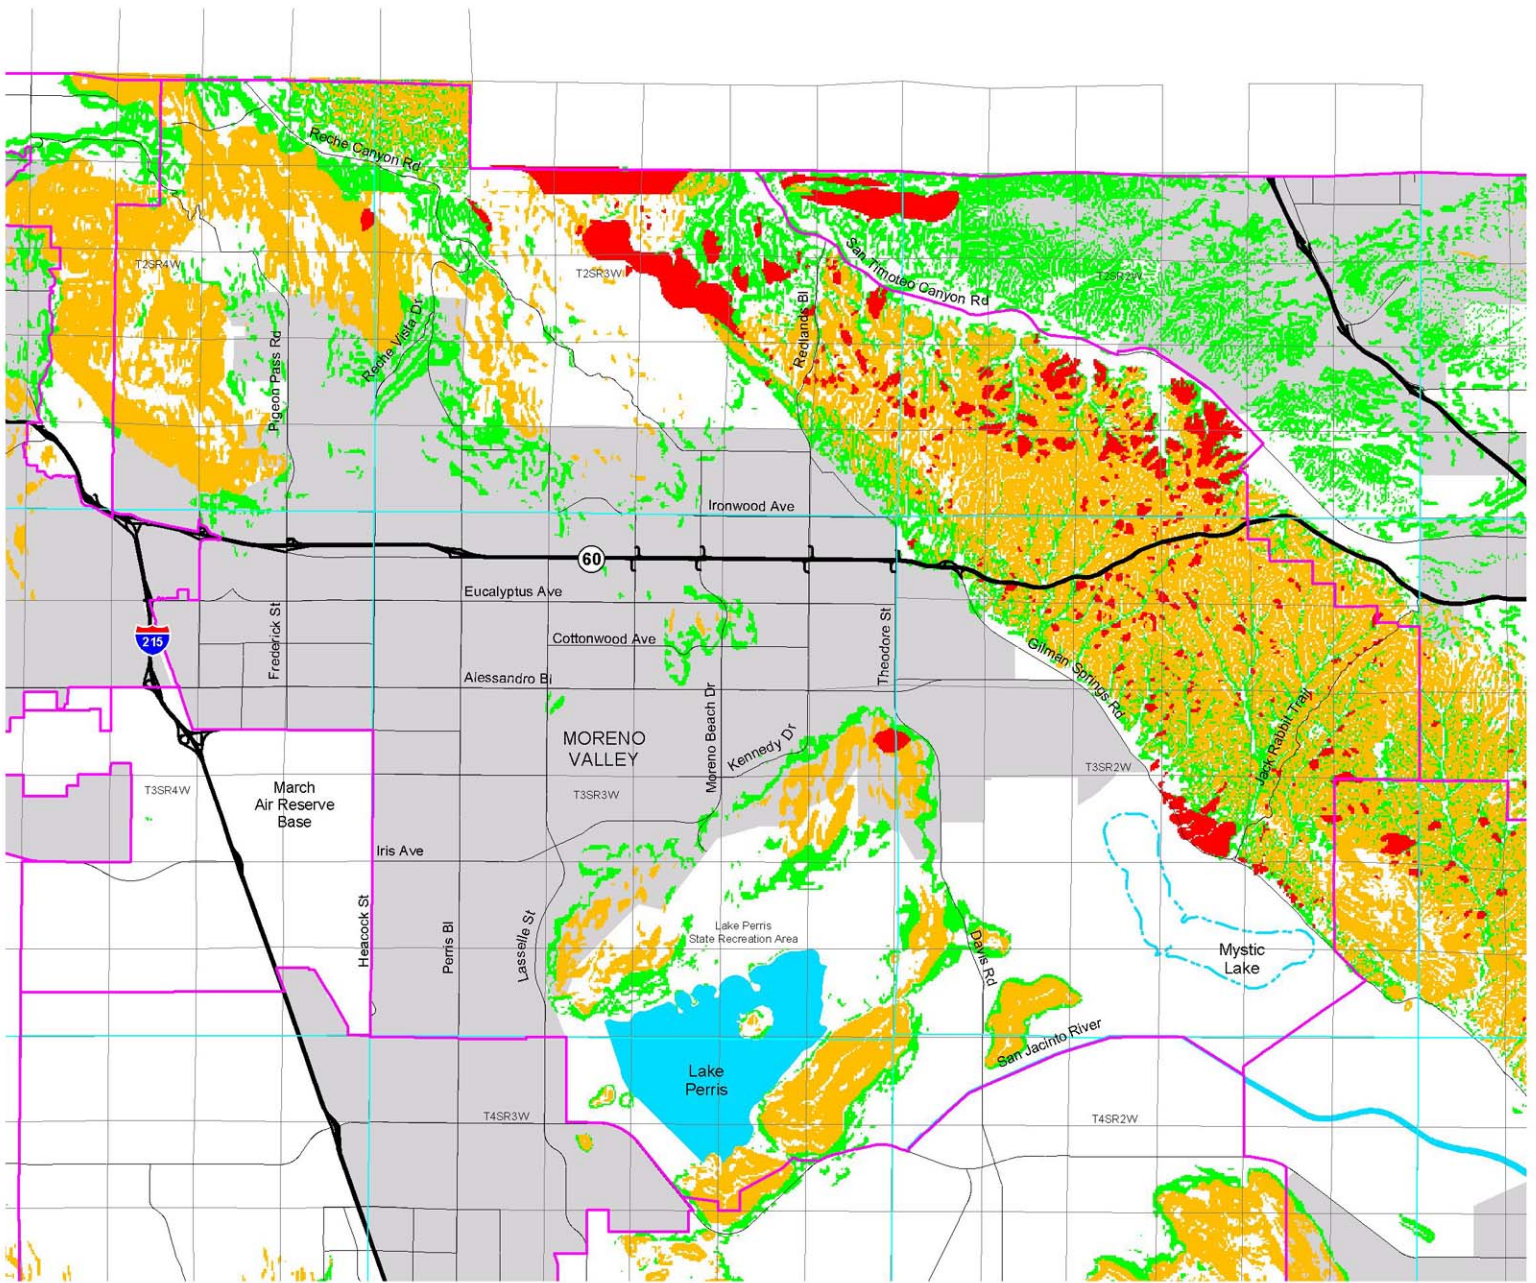 Reche Canyon Rd
T2SR4W
T2SR3W
San Timoteo Canyon Rd
T2SR2W
Reche Vista Dr
Redlands Bl
Pigeon Pass Rd
Ironwood Ave
60
Eucalyptus Ave
215
Frederick St
Cottonwood Ave
Theodore St
Gilman Springs Rd
Alessandro Bl
Moreno Beach Dr
Kennedy Dr
Jack Rabbit Trail
MORENO
VALLEY
T3SR4W
March
Air Reserve
Base
T3SR3W
T3SR2W
Iris Ave
Heacock St
Perris Bl
Lasselle St
Lake Perris
State Recreation Area
Davis Rd
Mystic
Lake
San Jacinto River
Lake
Perris
T4SR3W
T4SR2W